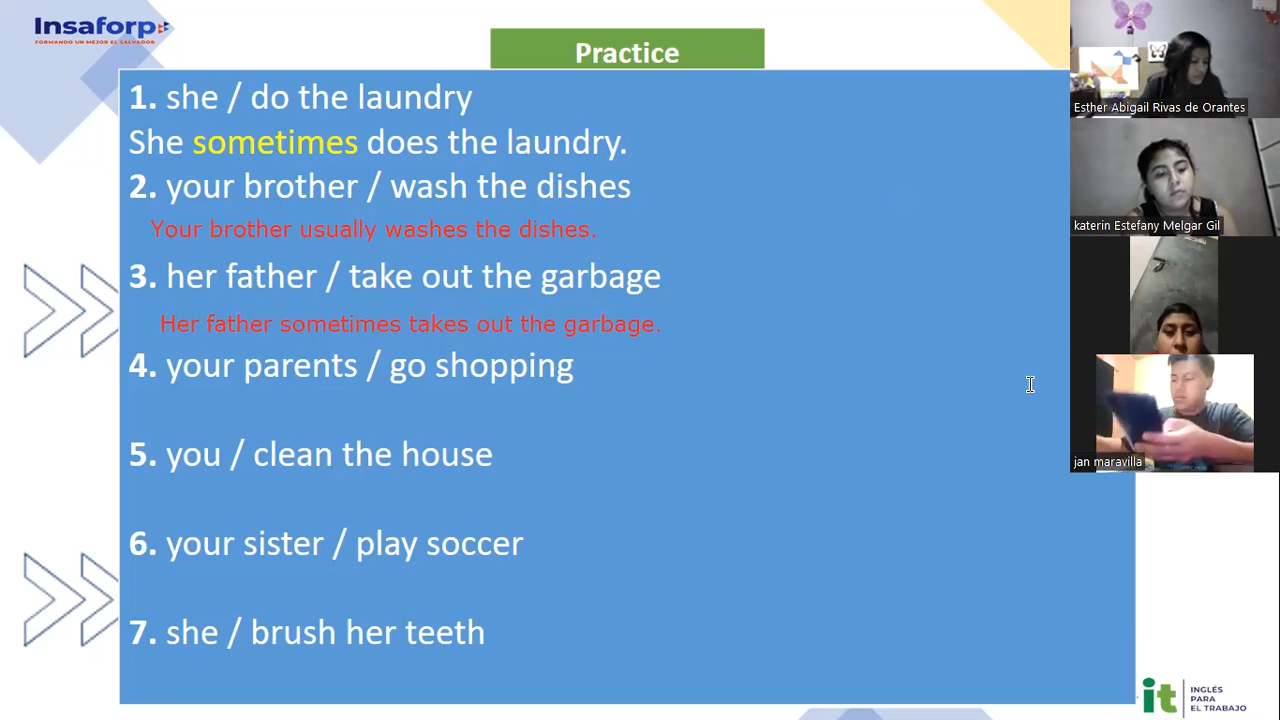 Insaforp
FORMANDO UN MEJOR EL SALVADOR
Practice
1. she / do the laundry
She sometimes does the laundry.
2. your brother / wash the dishes
Your brother usually washes the dishes.
3. her father / take out the garbage
Her father sometimes takes out the garbage.
4. your parents / go shopping
5. you / clean the house
6. your sister / play soccer
7. she / brush her teeth
Esther Abigail Rivas de Orantes
katerin Estefany Melgar Gil
jan maravilla
it
INGLÉS
PARA
EL TRABAJO